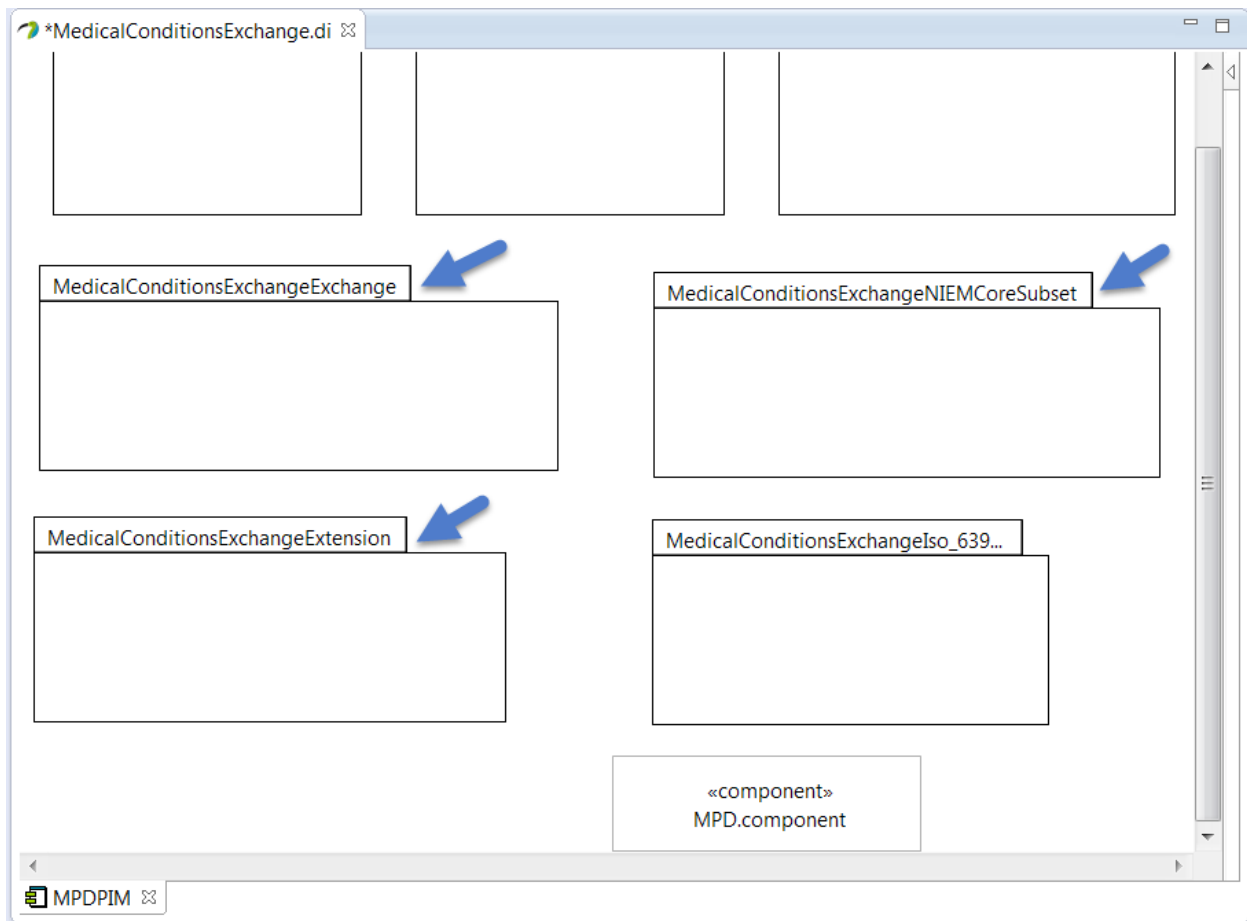 *MedicalConditionsExchange.di
MedicalConditionsExchangeExchange
MedicalConditionsExchangeNIEMCoreSubset
MedicalConditionsExchangeExtension
MedicalConditionsExchangeIso_639...
«component»
MPD.component
MPDPIM